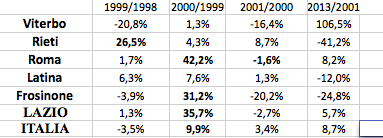 1999/1998 2000/1999 2001/2000 2013/2001
Viterbo -20,8% 1,3% -16,4% 106,5%
Rieti 26,5% 4,3% 8,7% -41,2%
Roma 1,7% 42,2% -1,6% 8,2%
Latina 6,3% 7,6% 1,3% -12,0%
Frosinone -3,9% 31,2% -20,2% -24,8%
LAZIO 1,3% 35,7% -2,7% 5,7%
ITALIA -3,5% 9,9% 3,4% 8,7%